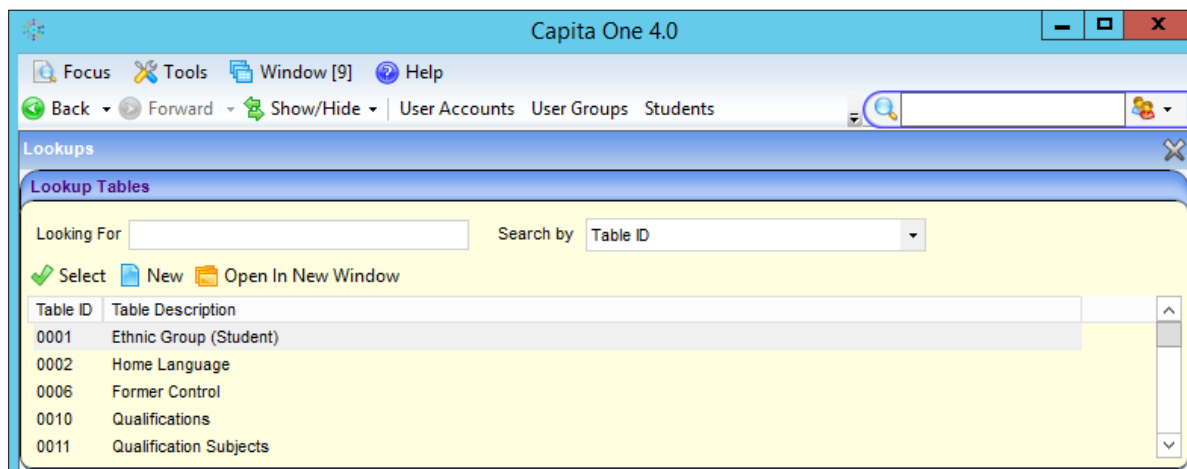 Capita One 4.0
Focus Tools Window [9] Help
Back Forward Show/Hide User Accounts User Groups Students
Lookups
Lookup Tables
Looking For Search by Table ID
Select New Open In New Window
Table ID Table Description
0001 Ethnic Group (Student)
0002 Home Language
0006 Former Control
0010 Qualifications
0011 Qualification Subjects